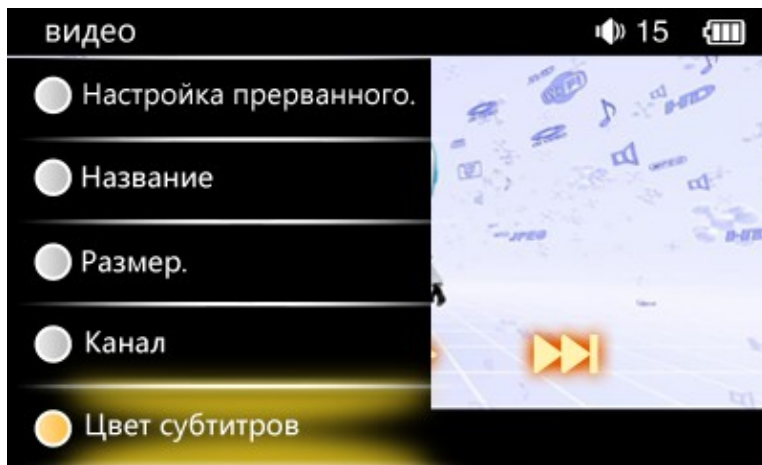 видео
15
Настройка прерванного.
Название
Размер.
Канал
Цвет субтитров